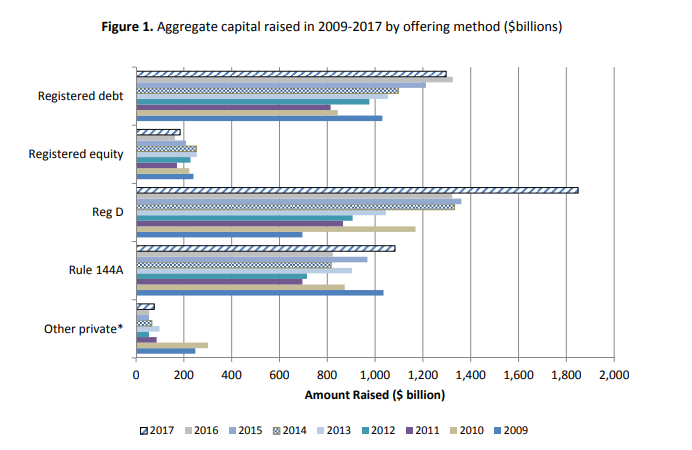 Figure 1. Aggregate capital raised in 2009-2017 by offering method ($billions)
Registered debt
Registered equity
Reg D
Rule 144A
Other private*
0 200 400 600 800 1,000 1,200 1,400 1,600 1,800 2,000
Amount Raised ($ billion)
2017 2016 2015 2014 2013 2012 2011 2010 2009